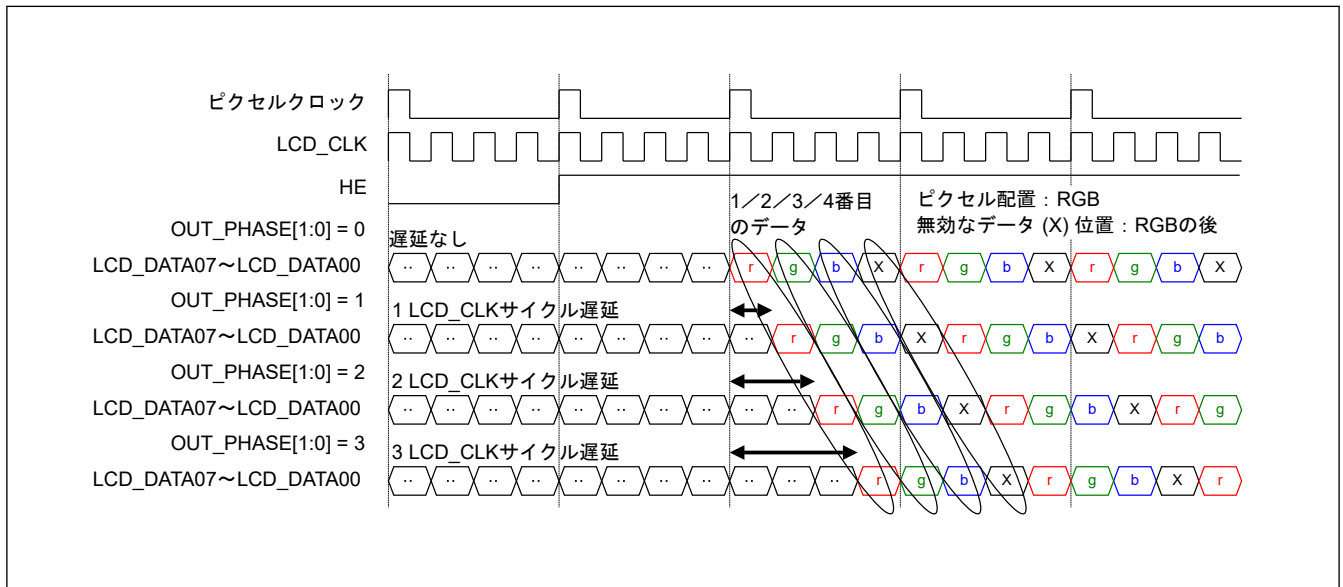 ピクセルクロック
LCD_CLK
HE
1／2／3／4番目
のデータ
ピクセル配置：RGB
無効なデータ (X) 位置：RGBの後
OUT_PHASE[1:0] = 0
遅延なし
LCD_DATA07～LCD_DATA00 ·· ·· ·· ·· ·· ·· ·· ·· r g b X r g b X r g b X
OUT_PHASE[1:0] = 1
1 LCD_CLKサイクル遅延
LCD_DATA07～LCD_DATA00 ·· ·· ·· ·· ·· ·· ·· ·· ·· r g b X r g b X r g b
OUT_PHASE[1:0] = 2
2 LCD_CLKサイクル遅延
LCD_DATA07～LCD_DATA00 ·· ·· ·· ·· ·· ·· ·· ·· ·· ·· r g b X r g b X r g
OUT_PHASE[1:0] = 3
3 LCD_CLKサイクル遅延
LCD_DATA07～LCD_DATA00 ·· ·· ·· ·· ·· ·· ·· ·· ·· ·· ·· r g b X r g b X r